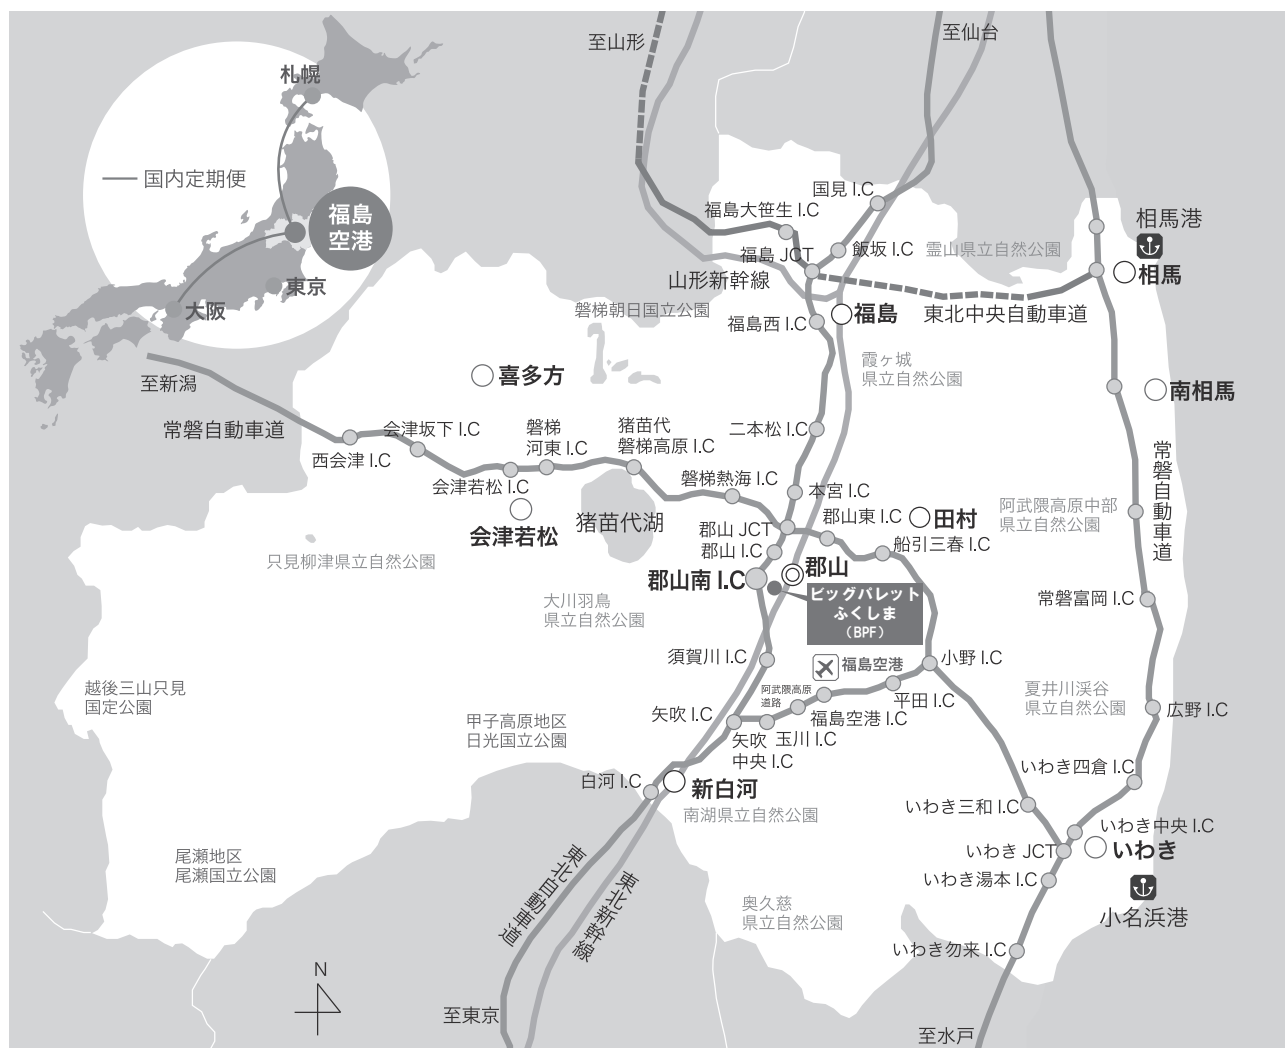 至山形
至仙台
札幌
国内定期便
福島
空港
東京
大阪
国見 I.C
福島大笹生 I.C
相馬港
福島 JCT
飯坂 I.C
霊山県立自然公園
山形新幹線
相馬
磐梯朝日国立公園
福島西 I.C
福島
東北中央自動車道
至新潟
喜多方
霞ヶ城
県立自然公園
南相馬
常磐自動車道
会津坂下 I.C
磐梯
河東 I.C
猪苗代
磐梯高原 I.C
二本松 I.C
西会津 I.C
会津若松 I.C
磐梯熱海 I.C
本宮 I.C
常磐自動車道
会津若松
猪苗代湖
郡山 JCT
郡山東 I.C
田村
阿武隈高原中部
県立自然公園
郡山 I.C
船引三春 I.C
只見柳津県立自然公園
郡山南 I.C
郡山
ビッグパレット
ふくしま
（BPF）
大川羽鳥
県立自然公園
常磐富岡 I.C
須賀川 I.C
福島空港
小野 I.C
越後三山只見
国定公園
阿武隈高原
道路
平田 I.C
夏井川渓谷
県立自然公園
矢吹 I.C
福島空港 I.C
広野 I.C
甲子高原地区
日光国立公園
矢吹
中央 I.C
玉川 I.C
いわき四倉 I.C
白河 I.C
新白河
南湖県立自然公園
いわき三和 I.C
いわき中央 I.C
いわき JCT
いわき
尾瀬地区
尾瀬国立公園
東北自動車道
東北新幹線
いわき湯本 I.C
奥久慈
県立自然公園
小名浜港
いわき勿来 I.C
N
至東京
至水戸